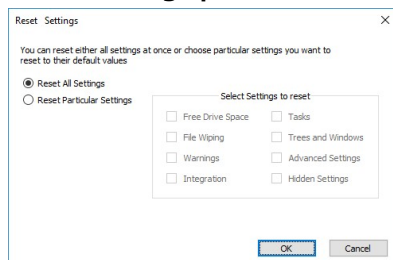 Reset Settings
You can reset either all settings at once or choose particular settings you want to
reset to their default values
Reset All Settings
Reset Particular Settings
Select Settings to reset
Free Drive Space
Tasks
File Wiping
Trees and Windows
Warnings
Advanced Settings
Integration
Hidden Settings
OK
Cancel